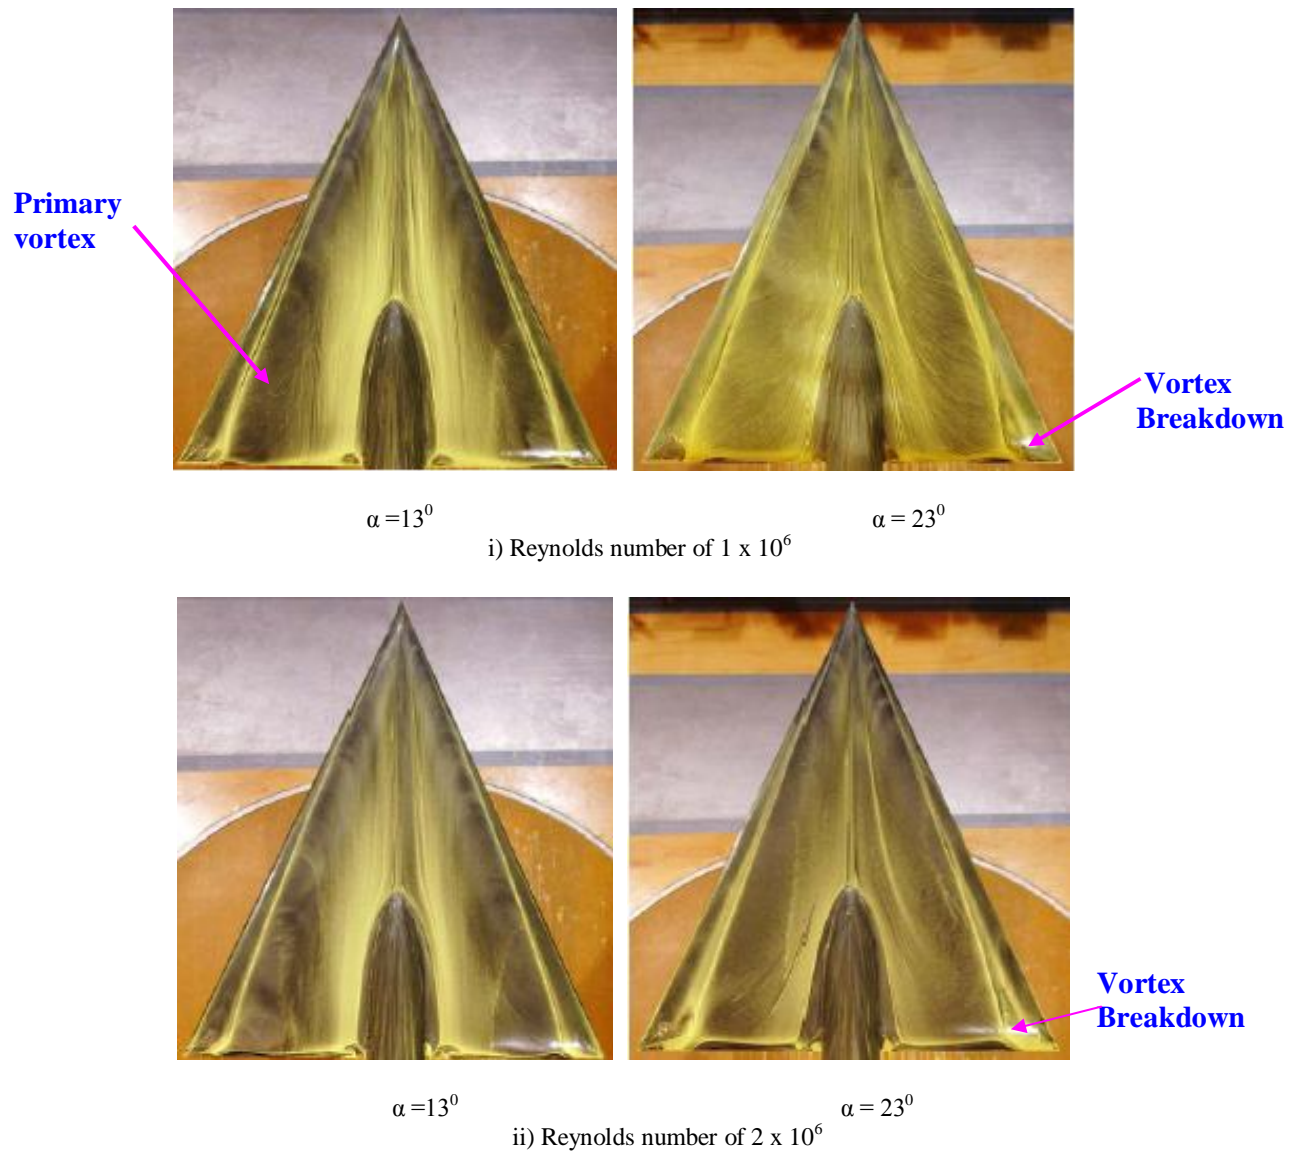 Primary
vortex
Vortex
Breakdown
α =13⁰
α = 23⁰
i) Reynolds number of 1 x 10⁶
Vortex
Breakdown
α =13⁰
α = 23⁰
ii) Reynolds number of 2 x 10⁶